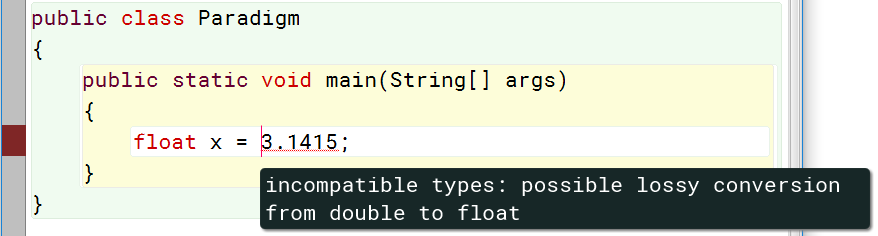 public class Paradigm
{
public static void main(String[] args)
{
float x = 3.1415;
}
}
incompatible types: possible lossy conversion
from double to float